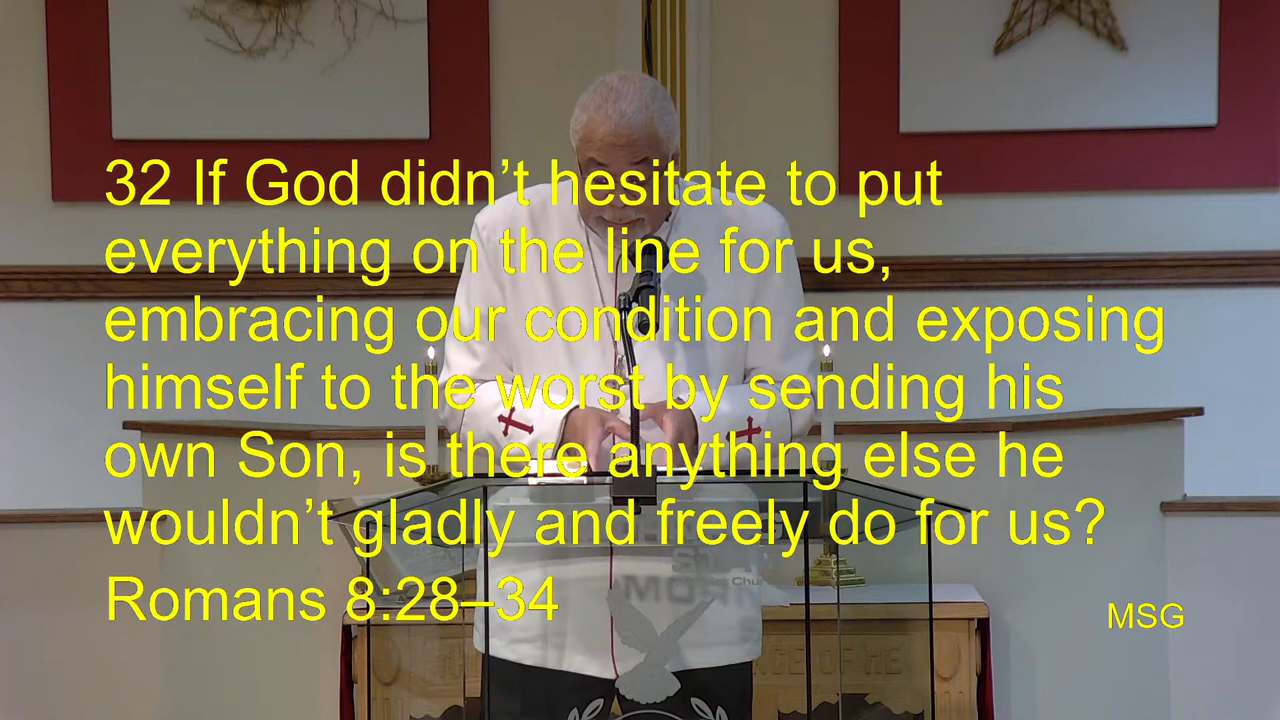 32 If God didn’t hesitate to put
everything on the line for us,
embracing our condition and exposing
himself to the worst by sending his
own Son, is there anything else he
wouldn’t gladly and freely do for us?
Romans 8:28–34
MSG